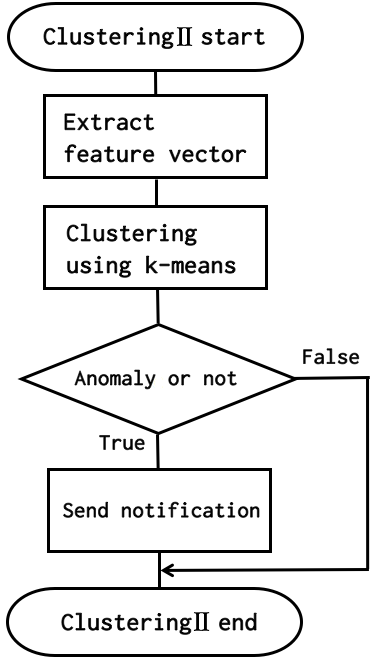 ClusteringⅡ start
Extract
feature vector
Clustering
using k-means
Anomaly or not
False
True
Send notification
ClusteringⅡ end